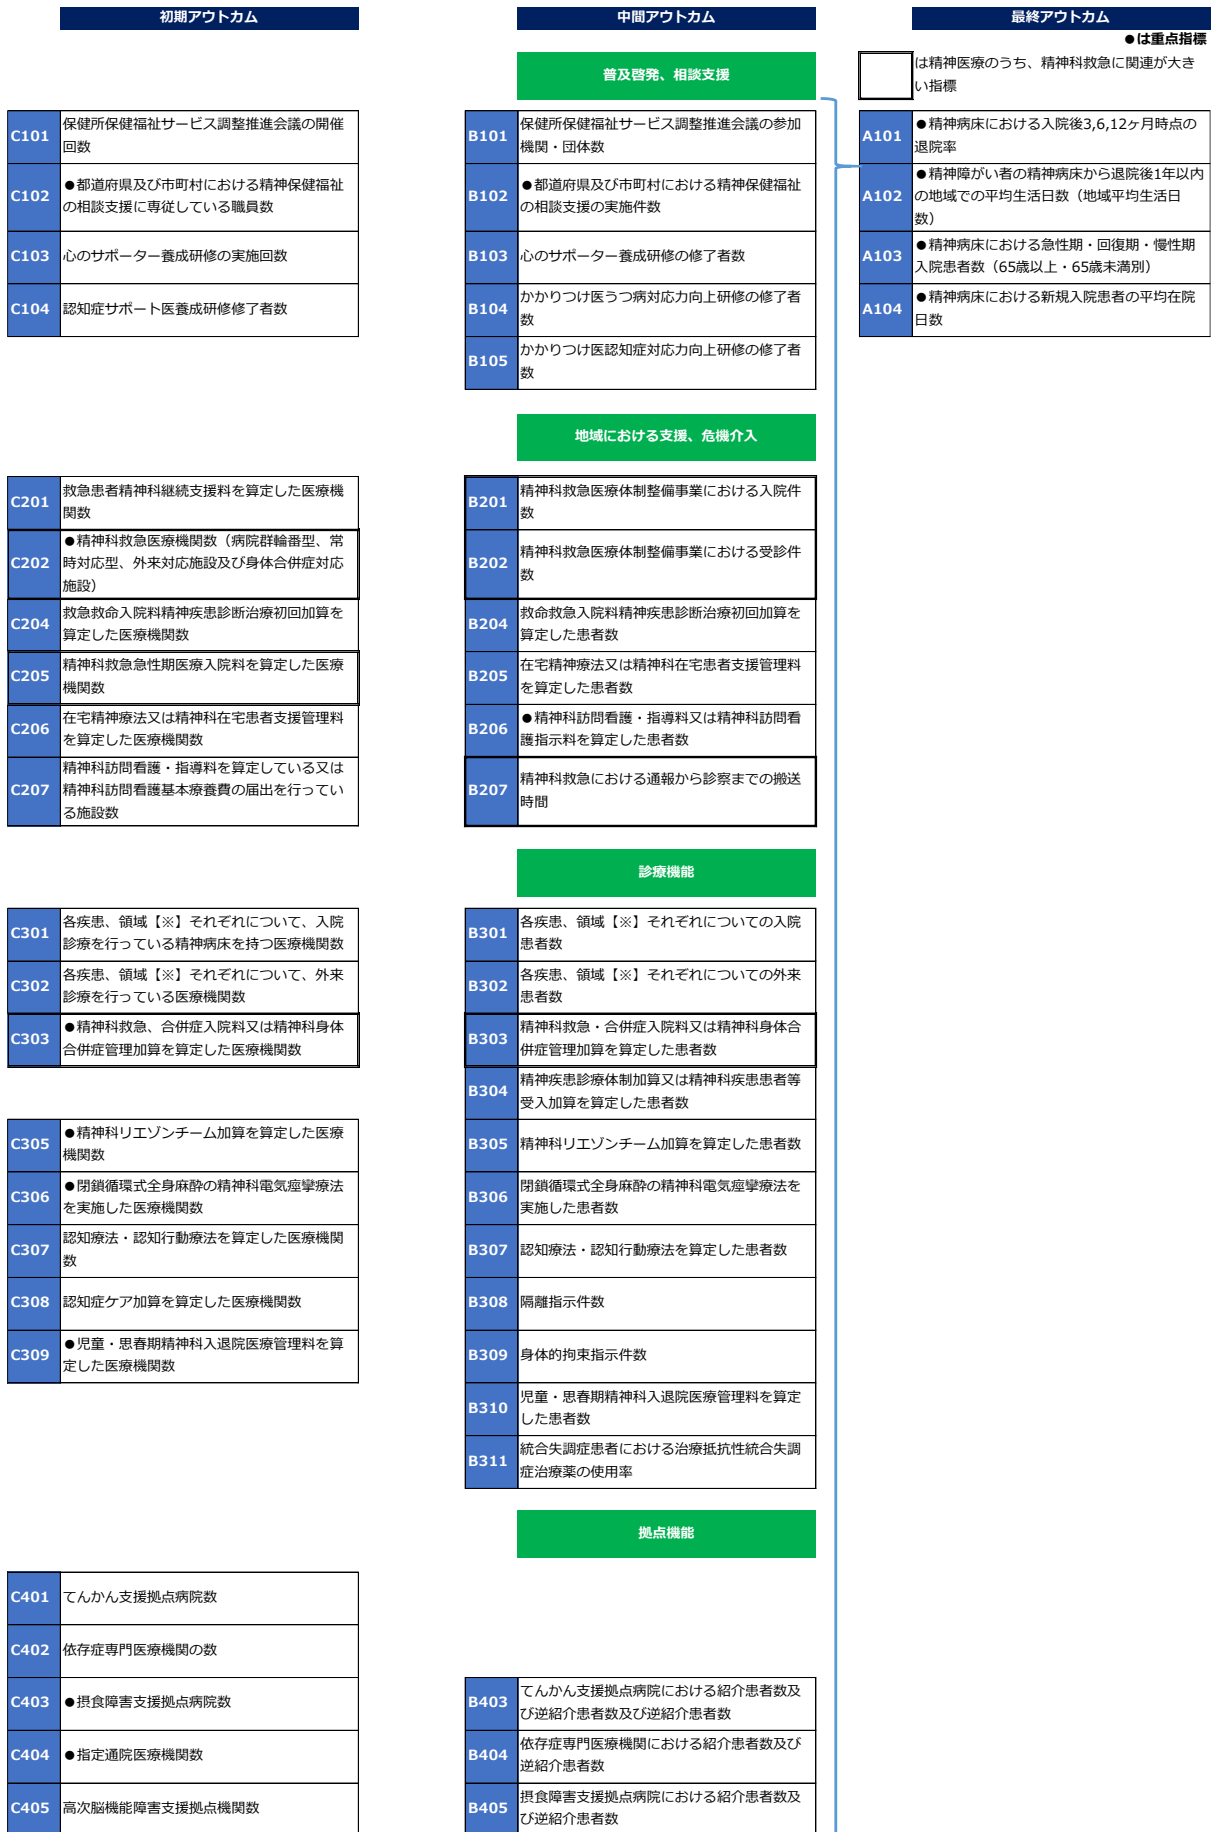 初期アウトカム
中間アウトカム
最終アウトカム
●は重点指標
普及啓発、相談支援
は精神医療のうち、精神科救急に関連が大き
い指標
C101
保健所保健福祉サービス調整推進会議の開催
回数
B101
保健所保健福祉サービス調整推進会議の参加
機関・団体数
A101
●精神病床における入院後3,6,12ヶ月時点の
退院率
C102
●都道府県及び市町村における精神保健福祉
の相談支援に専従している職員数
B102
●都道府県及び市町村における精神保健福祉
の相談支援の実施件数
A102
●精神障がい者の精神病床から退院後1年以内
の地域での平均生活日数（地域平均生活日
数）
C103
心のサポーター養成研修の実施回数
B103
心のサポーター養成研修の修了者数
A103
●精神病床における急性期・回復期・慢性期
入院患者数（65歳以上・65歳未満別）
C104
認知症サポート医養成研修修了者数
B104
かかりつけ医うつ病対応力向上研修の修了者
数
A104
●精神病床における新規入院患者の平均在院
日数
B105
かかりつけ医認知症対応力向上研修の修了者
数
地域における支援、危機介入
C201
救急患者精神科継続支援料を算定した医療機
関数
B201
精神科救急医療体制整備事業における入院件
数
C202
●精神科救急医療機関数（病院群輪番型、常
時対応型、外来対応施設及び身体合併症対応
施設）
B202
精神科救急医療体制整備事業における受診件
数
C204
救急救命入院料精神疾患診断治療初回加算を
算定した医療機関数
B204
救命救急入院料精神疾患診断治療初回加算を
算定した患者数
C205
精神科救急急性期医療入院料を算定した医療
機関数
B205
在宅精神療法又は精神科在宅患者支援管理料
を算定した患者数
C206
在宅精神療法又は精神科在宅患者支援管理料
を算定した医療機関数
B206
●精神科訪問看護・指導料又は精神科訪問看
護指示料を算定した患者数
C207
精神科訪問看護・指導料を算定している又は
精神科訪問看護基本療養費の届出を行ってい
る施設数
B207
精神科救急における通報から診察までの搬送
時間
診療機能
C301
各疾患、領域【※】それぞれについて、入院
診療を行っている精神病床を持つ医療機関数
B301
各疾患、領域【※】それぞれについての入院
患者数
C302
各疾患、領域【※】それぞれについて、外来
診療を行っている医療機関数
B302
各疾患、領域【※】それぞれについての外来
患者数
C303
●精神科救急、合併症入院料又は精神科身体
合併症管理加算を算定した医療機関数
B303
精神科救急・合併症入院料又は精神科身体合
併症管理加算を算定した患者数
B304
精神疾患診療体制加算又は精神科疾患患者等
受入加算を算定した患者数
C305
●精神科リエゾンチーム加算を算定した医療
機関数
B305
精神科リエゾンチーム加算を算定した患者数
C306
●閉鎖循環式全身麻酔の精神科電気痙攣療法
を実施した医療機関数
B306
閉鎖循環式全身麻酔の精神科電気痙攣療法を
実施した患者数
C307
認知療法・認知行動療法を算定した医療機関
数
B307
認知療法・認知行動療法を算定した患者数
C308
認知症ケア加算を算定した医療機関数
B308
隔離指示件数
C309
●児童・思春期精神科入退院医療管理料を算
定した医療機関数
B309
身体的拘束指示件数
B310
児童・思春期精神科入退院医療管理料を算定
した患者数
B311
統合失調症患者における治療抵抗性統合失調
症治療薬の使用率
拠点機能
C401
てんかん支援拠点病院数
C402
依存症専門医療機関の数
C403
●摂食障害支援拠点病院数
B403
てんかん支援拠点病院における紹介患者数及
び逆紹介患者数及び逆紹介患者数
C404
●指定通院医療機関数
B404
依存症専門医療機関における紹介患者数及び
逆紹介患者数
C405
高次脳機能障害支援拠点機関数
B405
摂食障害支援拠点病院における紹介患者数及
び逆紹介患者数